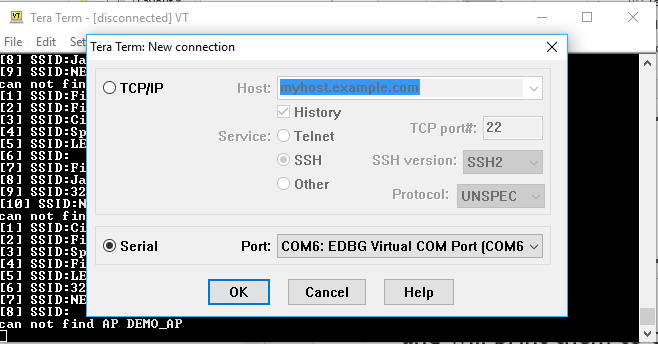 Tera Term - [disconnected] VT
File Edit Set
Tera Term: New connection
TCP/IP Host: myhost.example.com
History
Service: Telnet TCP port#: 22
SSH SSH version: SSH2
Other Protocol: UNSPEC
Serial Port: COM6: EDBG Virtual COM Port (COM6
OK Cancel Help
[8] SSID:Ja
[9] SSID:NE
can not find
[1] SSID:Fi
[2] SSID:Fi
[3] SSID:Ci
[4] SSID:Sp
[5] SSID:LE
[6] SSID:
[7] SSID:Fi
[8] SSID:Ja
[9] SSID:32
[10] SSID:N
can not find
[1] SSID:Ci
[2] SSID:Fi
[3] SSID:Sp
[4] SSID:Fi
[5] SSID:LE
[6] SSID:32
[7] SSID:NE
[8] SSID:
can not find AP DEMO_AP